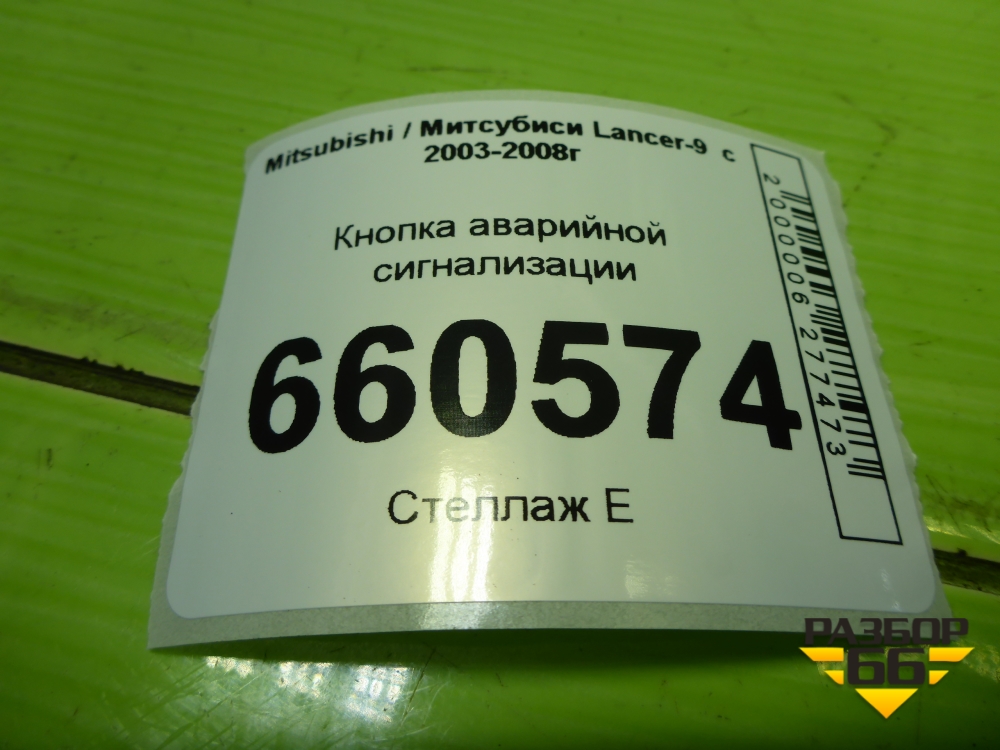 Mitsubishi / Митсубиси Lancer-9 с
2003-2008г
Кнопка аварийной
сигнализации
660574
Стеллаж Е
2000006277473
РАЗБОР
66